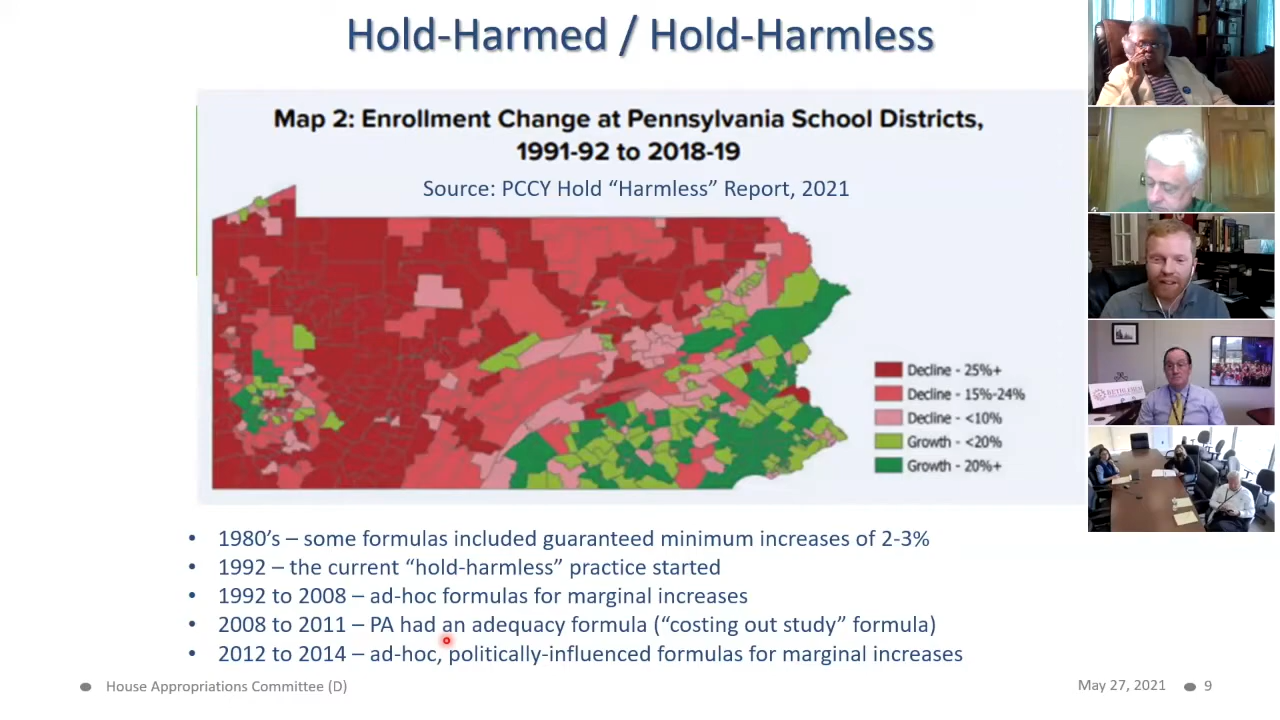 Hold-Harmed / Hold-Harmless
Map 2: Enrollment Change at Pennsylvania School Districts,
1991-92 to 2018-19
Source: PCCY Hold “Harmless” Report, 2021
Decline - 25%+
Decline - 15%-24%
Decline - <10%
Growth - <20%
Growth - 20%+
• 1980’s – some formulas included guaranteed minimum increases of 2-3%
• 1992 – the current “hold-harmless” practice started
• 1992 to 2008 – ad-hoc formulas for marginal increases
• 2008 to 2011 – PA had an adequacy formula (“costing out study” formula)
• 2012 to 2014 – ad-hoc, politically-influenced formulas for marginal increases
House Appropriations Committee (D)
May 27, 2021
9
BETHLEHEM